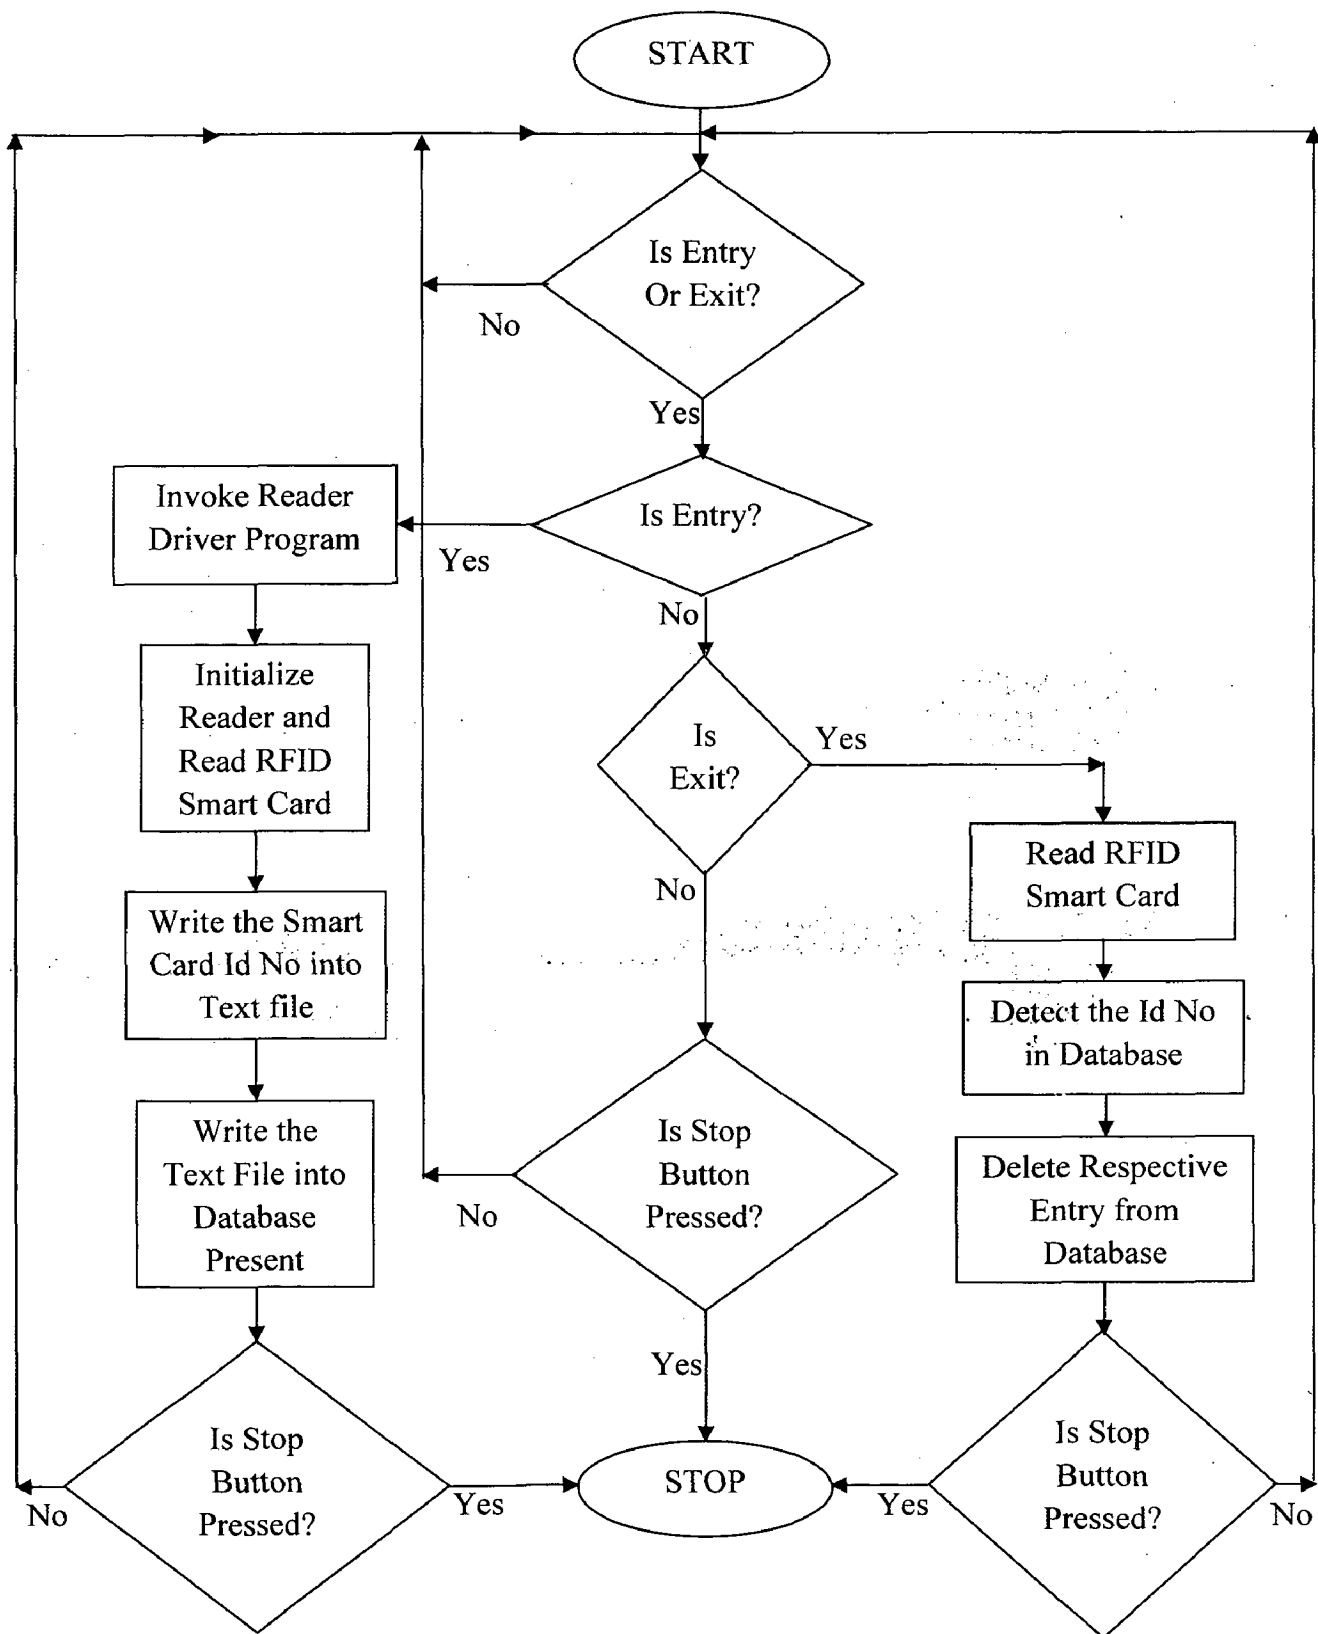 START
Is Entry
Or Exit?
No
Yes
Invoke Reader
Driver Program
Is Entry?
Yes
No
Initialize
Reader and
Read RFID
Smart Card
Is
Exit?
Yes
No
Read RFID
Smart Card
Write the Smart
Card Id No into
Text file
Detect the Id No
in Database
Write the
Text File into
Database
Present
Is Stop
Button
Pressed?
No
Yes
Delete Respective
Entry from
Database
Is Stop
Button
Pressed?
No
Yes
STOP
Is Stop
Button
Pressed?
Yes
No